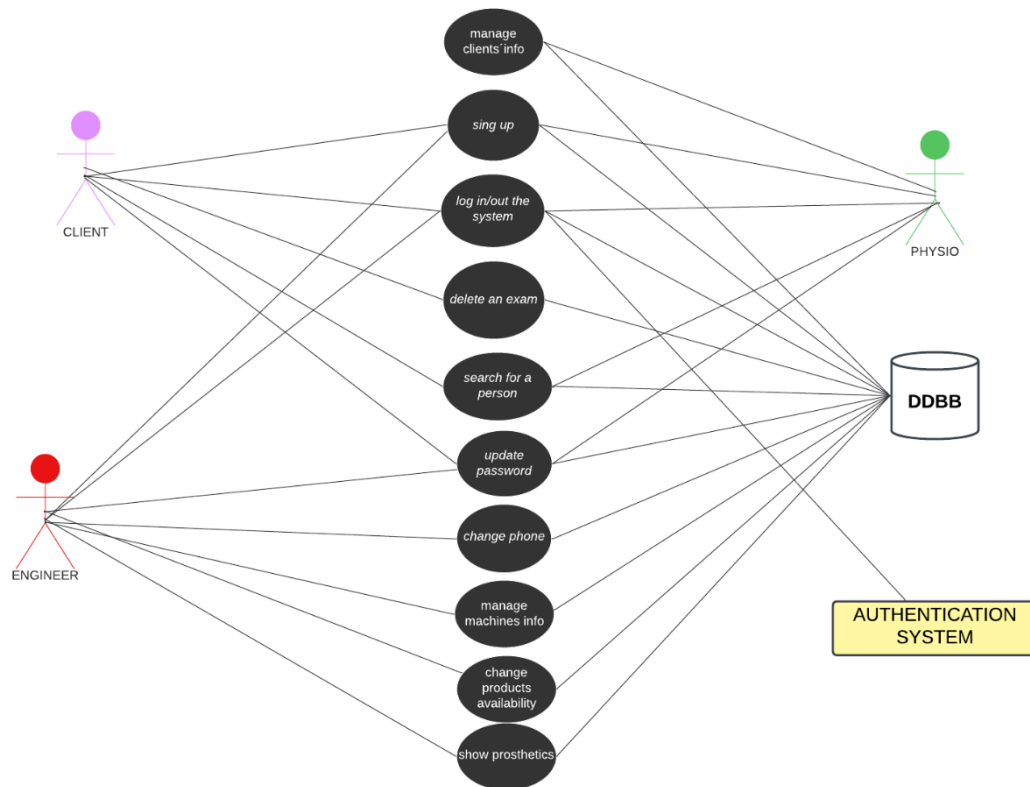 manage
clients´info
sing up
CLIENT
log in/out the
system
PHYSIO
delete an exam
search for a
person
DDBB
update
password
change phone
ENGINEER
manage
machines info
AUTHENTICATION
SYSTEM
change
products
availability
show prosthetics